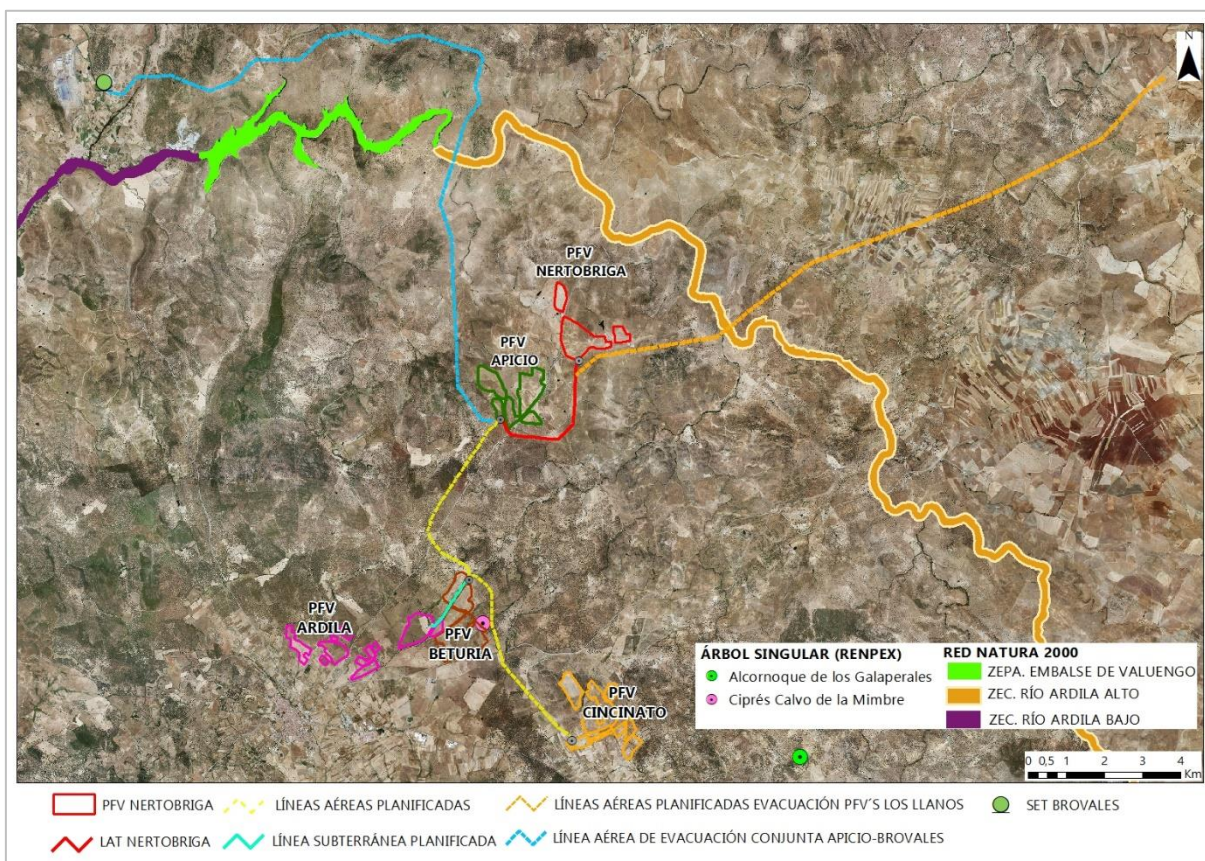 N
PFV
NERTOBRIGA
PFV
APICIO
PFV
ARDILA
PFV
BETURIA
PFV
CINCINATO
ÁRBOL SINGULAR (RENPEX)
Alcornoque de los Galaperales
Ciprés Calvo de la Mimbre
RED NATURA 2000
ZEPA. EMBALSE DE VALUENGO
ZEC. RÍO ARDILA ALTO
ZEC. RÍO ARDILA BAJO
0 0,5 1 2 3 4
Km
PFV NERTOBRIGA
LÍNEAS AÉREAS PLANIFICADAS
LÍNEAS AÉREAS PLANIFICADAS EVACUACIÓN PFV´S LOS LLANOS
SET BROVALES
LAT NERTOBRIGA
LÍNEA SUBTERRÁNEA PLANIFICADA
LÍNEA AÉREA DE EVACUACIÓN CONJUNTA APICIO-BROVALES